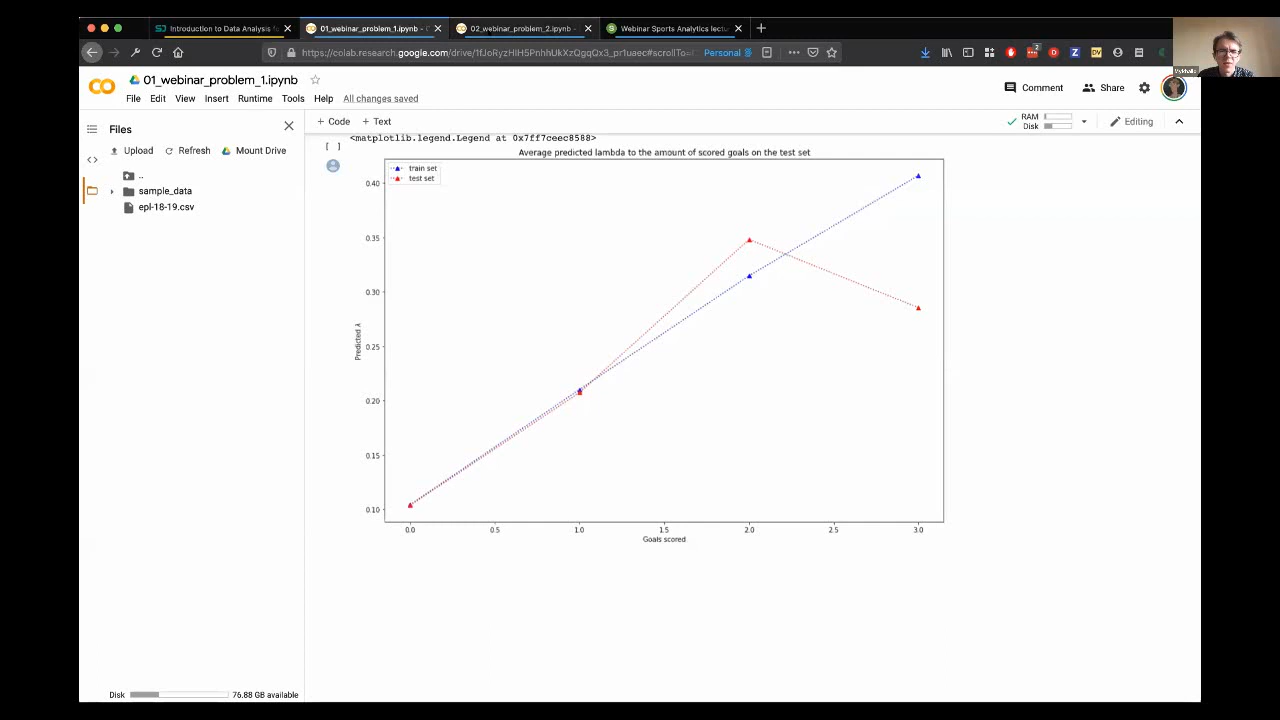 Introduction to Data Analysis fo
01_webinar_problem_1.ipynb - C
02_webinar_problem_2.ipynb -
Webinar Sports Analytics lectu
https://colab.research.google.com/drive/1fJoRyzHIH5PnhhUkXzQgqQx3_pr1uaec#scrollTo=
Personal
2
Mykhailo
CO
01_webinar_problem_1.ipynb
File Edit View Insert Runtime Tools Help All changes saved
Comment
Share
Files
Upload
Refresh
Mount Drive
..
sample_data
epl-18-19.csv
Disk
76.88 GB available
+ Code + Text
RAM
Disk
Editing
<matplotlib.legend.Legend at 0x7ff7ceec8588>
[ ]
Average predicted lambda to the amount of scored goals on the test set
train set
test set
0.40
0.35
0.30
0.25
0.20
0.15
0.10
Predicted λ
0.0 0.5 1.0 1.5 2.0 2.5 3.0
Goals scored